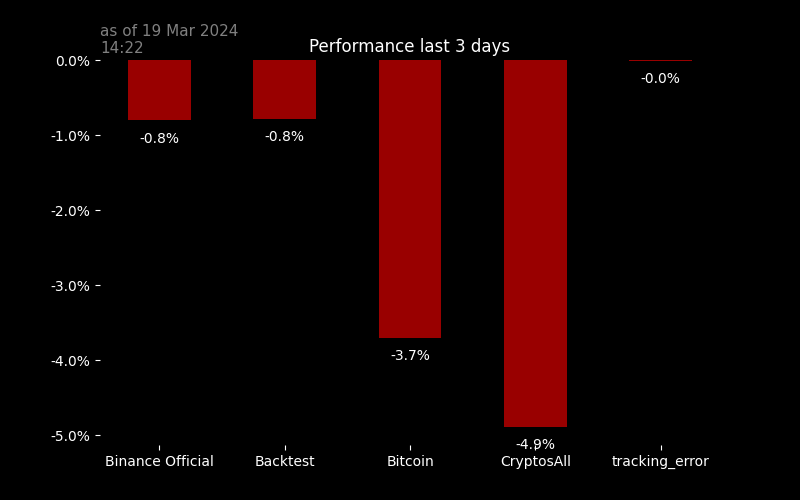 as of 19 Mar 2024
14:22
Performance last 3 days
0.0%
-1.0%
-2.0%
-3.0%
-4.0%
-5.0%
-0.8%
-0.8%
-3.7%
-4.9%
-0.0%
Binance Official
Backtest
Bitcoin
CryptosAll
tracking_error